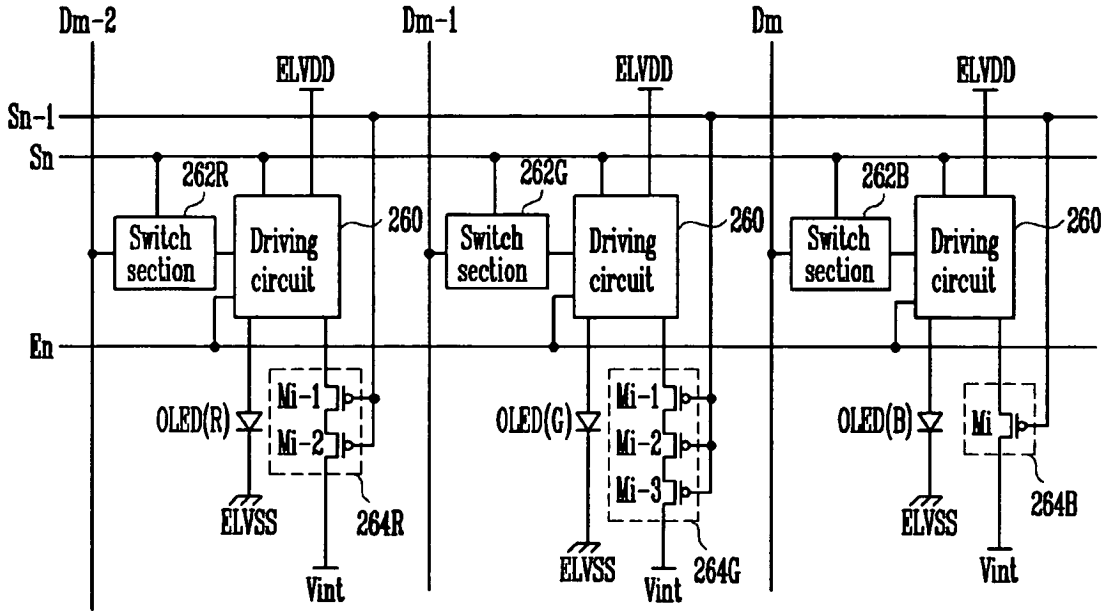 Dm-2 Dm-1 Dm
ELVDD ELVDD ELVDD
Sn-1
Sn
262R 262G 262B
260 260 260
Switch section Driving circuit Switch section Driving circuit Switch section Driving circuit
En
Mi-1 Mi-1
OLED(R) OLED(G) OLED(B) Mi
Mi-2 Mi-2
Mi-3
ELVSS 264R ELVSS 264B
ELVSS 264G
Vint Vint Vint